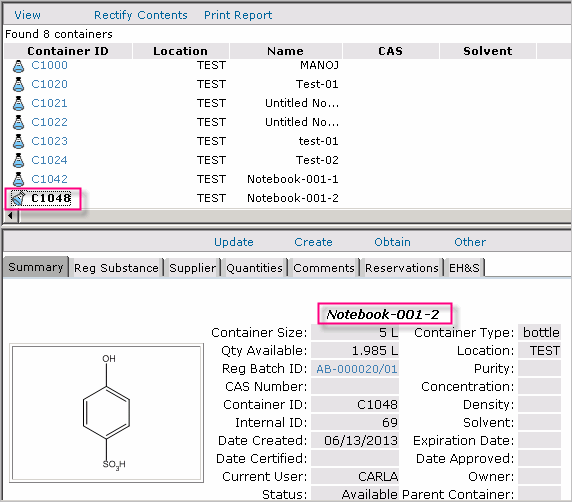 View Rectify Contents Print Report
Found 8 containers
Container ID Location Name CAS Solvent
C1000 TEST MANOJ
C1020 TEST Test-01
C1021 TEST Untitled No...
C1022 TEST Untitled No...
C1023 TEST test-01
C1024 TEST Test-02
C1042 TEST Notebook-001-1
C1048 TEST Notebook-001-2
Update Create Obtain Other
Summary Reg Substance Supplier Quantities Comments Reservations EH&S
Notebook-001-2
Container Size: 5 L Container Type: bottle
Qty Available: 1.985 L Location: TEST
Reg Batch ID: AB-000020/01 Purity:
CAS Number: Concentration:
Container ID: C1048 Density:
Internal ID: 69 Solvent:
Date Created: 06/13/2013 Expiration Date:
Date Certified: Date Approved:
Current User: CARLA Owner:
Status: Available Parent Container:
OH
SO3H